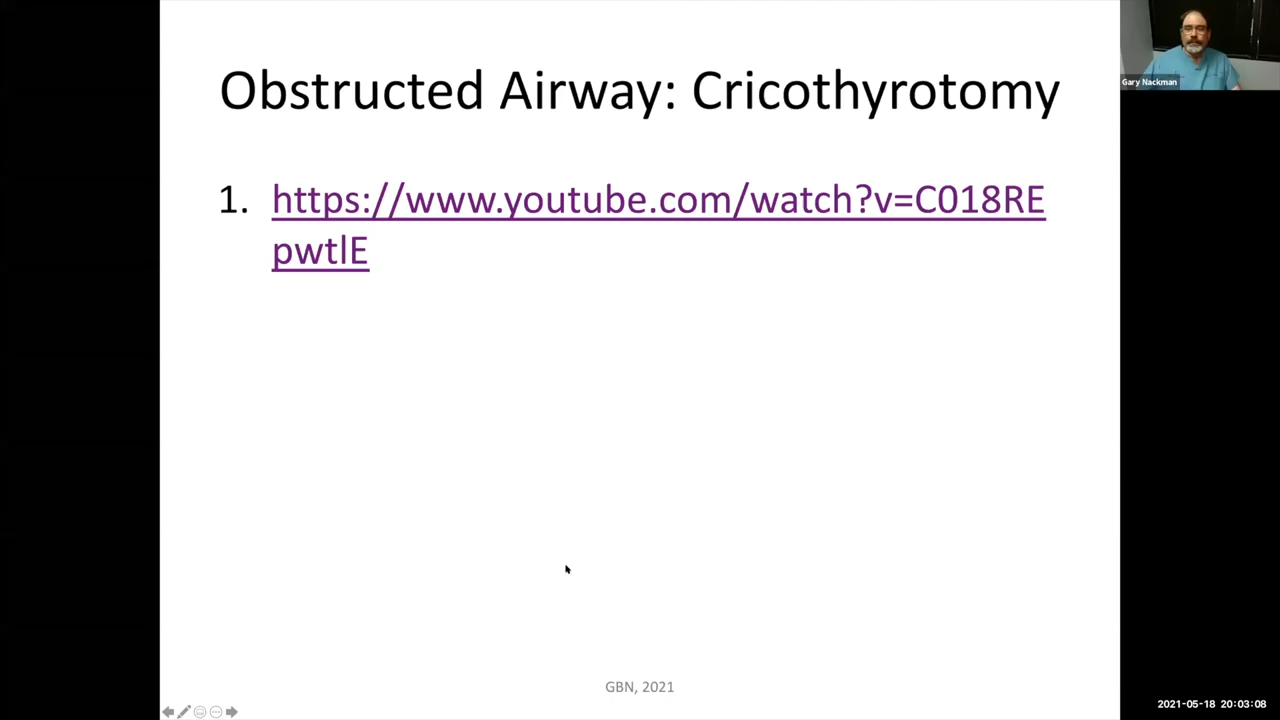 Obstructed Airway: Cricothyrotomy
Gary Nackman
1. https://www.youtube.com/watch?v=C018RE
pwtlE
GBN, 2021
2021-05-18 20:03:08